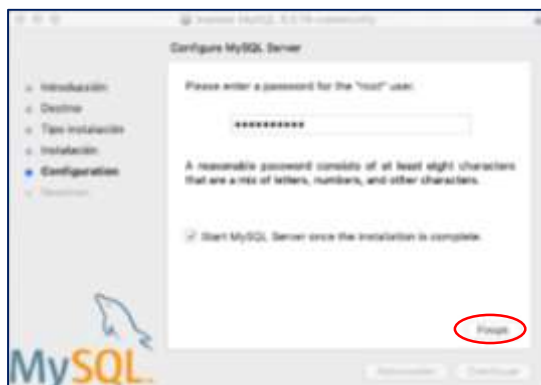 Configure MySQL Server
Introducción
Destino
Tipo instalación
Instalación
Configuration
Please enter a password for the "root" user.
••••••••••
A reasonable password consists of at least eight characters
that are a mix of letters, numbers, and other characters.
Start MySQL Server once the installation is complete.
MySQL